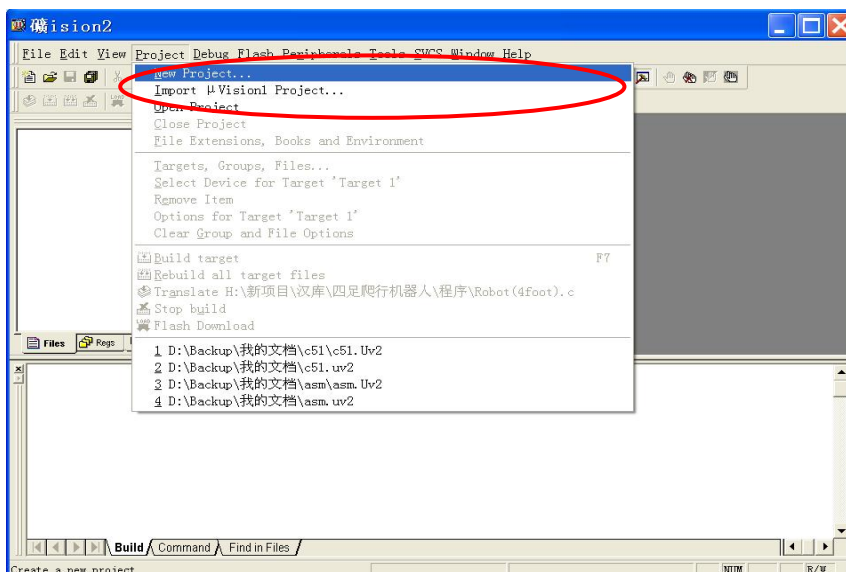 礦ision2
File Edit View Project Debug Flash Peripherals Tools SVCS Window Help
New Project...
Import μVision1 Project...
Open Project
Close Project
File Extensions, Books and Environment
Targets, Groups, Files...
Select Device for Target 'Target 1'
Remove Item
Options for Target 'Target 1'
Clear Group and File Options
Build target F7
Rebuild all target files
Translate H:\新项目\汉库\四足爬行机器人\程序\Robot(4foot).c
Stop build
Flash Download
Files Regs
1 D:\Backup\我的文档\c51\c51.Uv2
2 D:\Backup\我的文档\c51.uv2
3 D:\Backup\我的文档\asm\asm.Uv2
4 D:\Backup\我的文档\asm.uv2
Build Command Find in Files
Create a new project NUM R/W